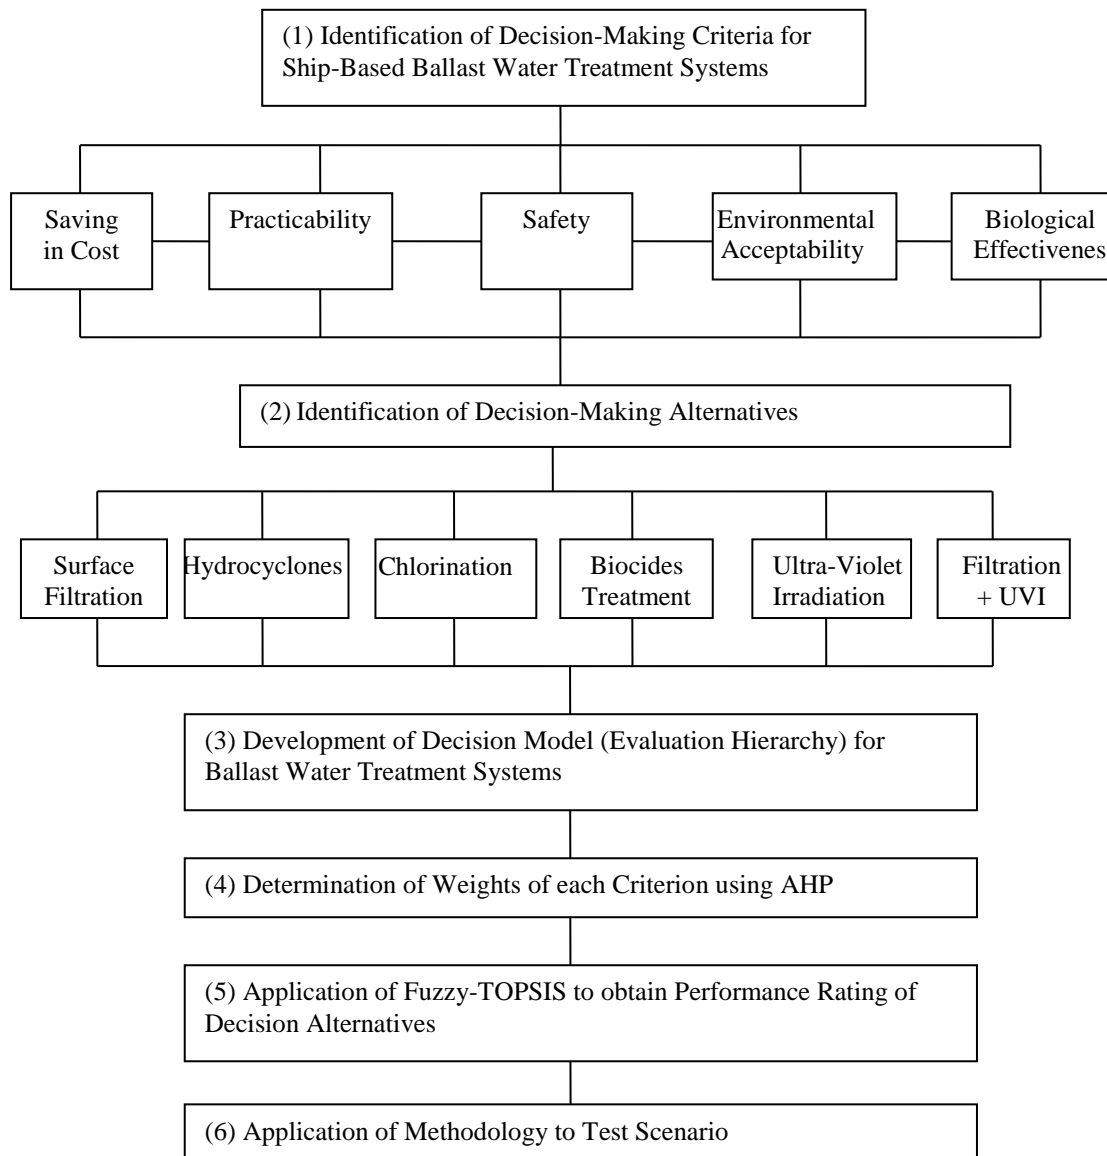 (1) Identification of Decision-Making Criteria for
Ship-Based Ballast Water Treatment Systems
Saving
in Cost
Practicability
Safety
Environmental
Acceptability
Biological
Effectivenes
(2) Identification of Decision-Making Alternatives
Surface
Filtration
Hydrocyclones
Chlorination
Biocides
Treatment
Ultra-Violet
Irradiation
Filtration
+ UVI
(3) Development of Decision Model (Evaluation Hierarchy) for
Ballast Water Treatment Systems
(4) Determination of Weights of each Criterion using AHP
(5) Application of Fuzzy-TOPSIS to obtain Performance Rating of
Decision Alternatives
(6) Application of Methodology to Test Scenario